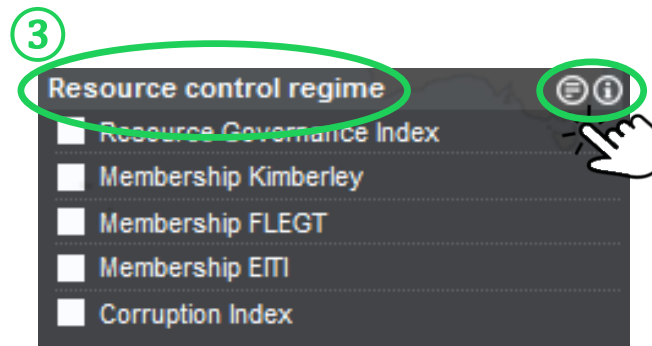 3
Resource control regime
Resource Governance Index
Membership Kimberley
Membership FLEGT
Membership EITI
Corruption Index